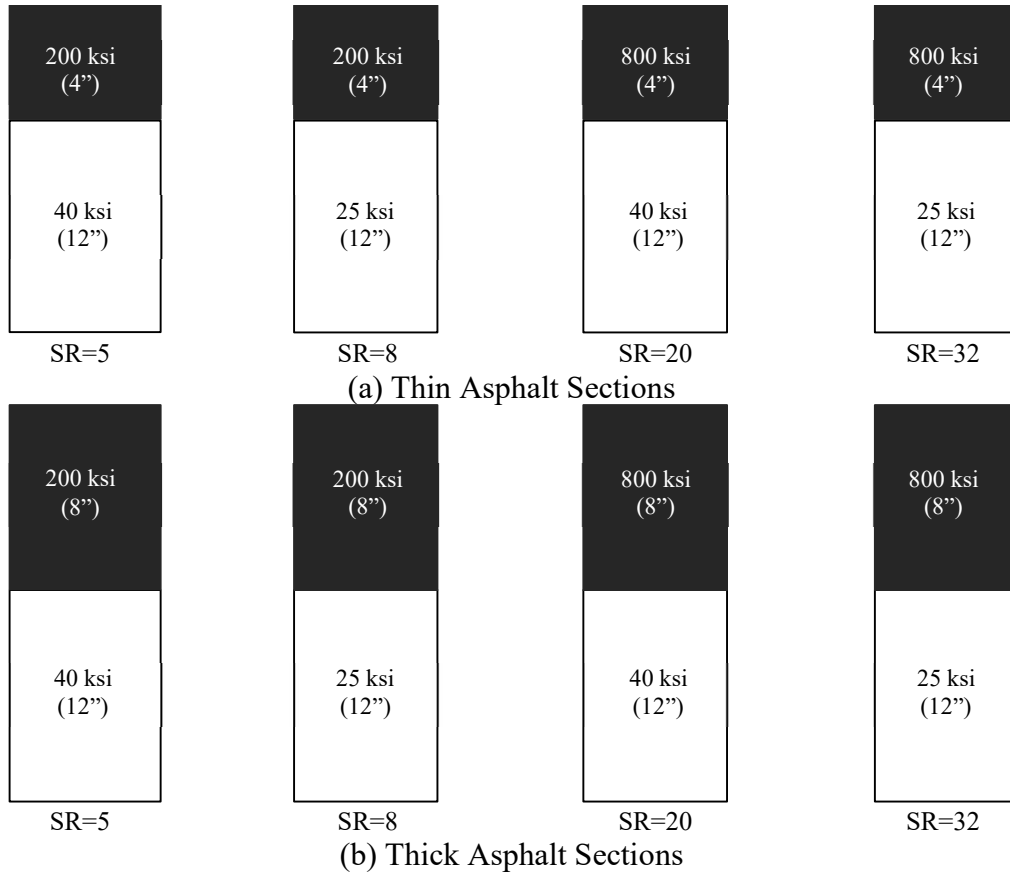 200 ksi
(4”)
200 ksi
(4”)
800 ksi
(4”)
800 ksi
(4”)
40 ksi
(12”)
25 ksi
(12”)
40 ksi
(12”)
25 ksi
(12”)
SR=5
SR=8
SR=20
SR=32
(a) Thin Asphalt Sections
200 ksi
(8”)
200 ksi
(8”)
800 ksi
(8”)
800 ksi
(8”)
40 ksi
(12”)
25 ksi
(12”)
40 ksi
(12”)
25 ksi
(12”)
SR=5
SR=8
SR=20
SR=32
(b) Thick Asphalt Sections